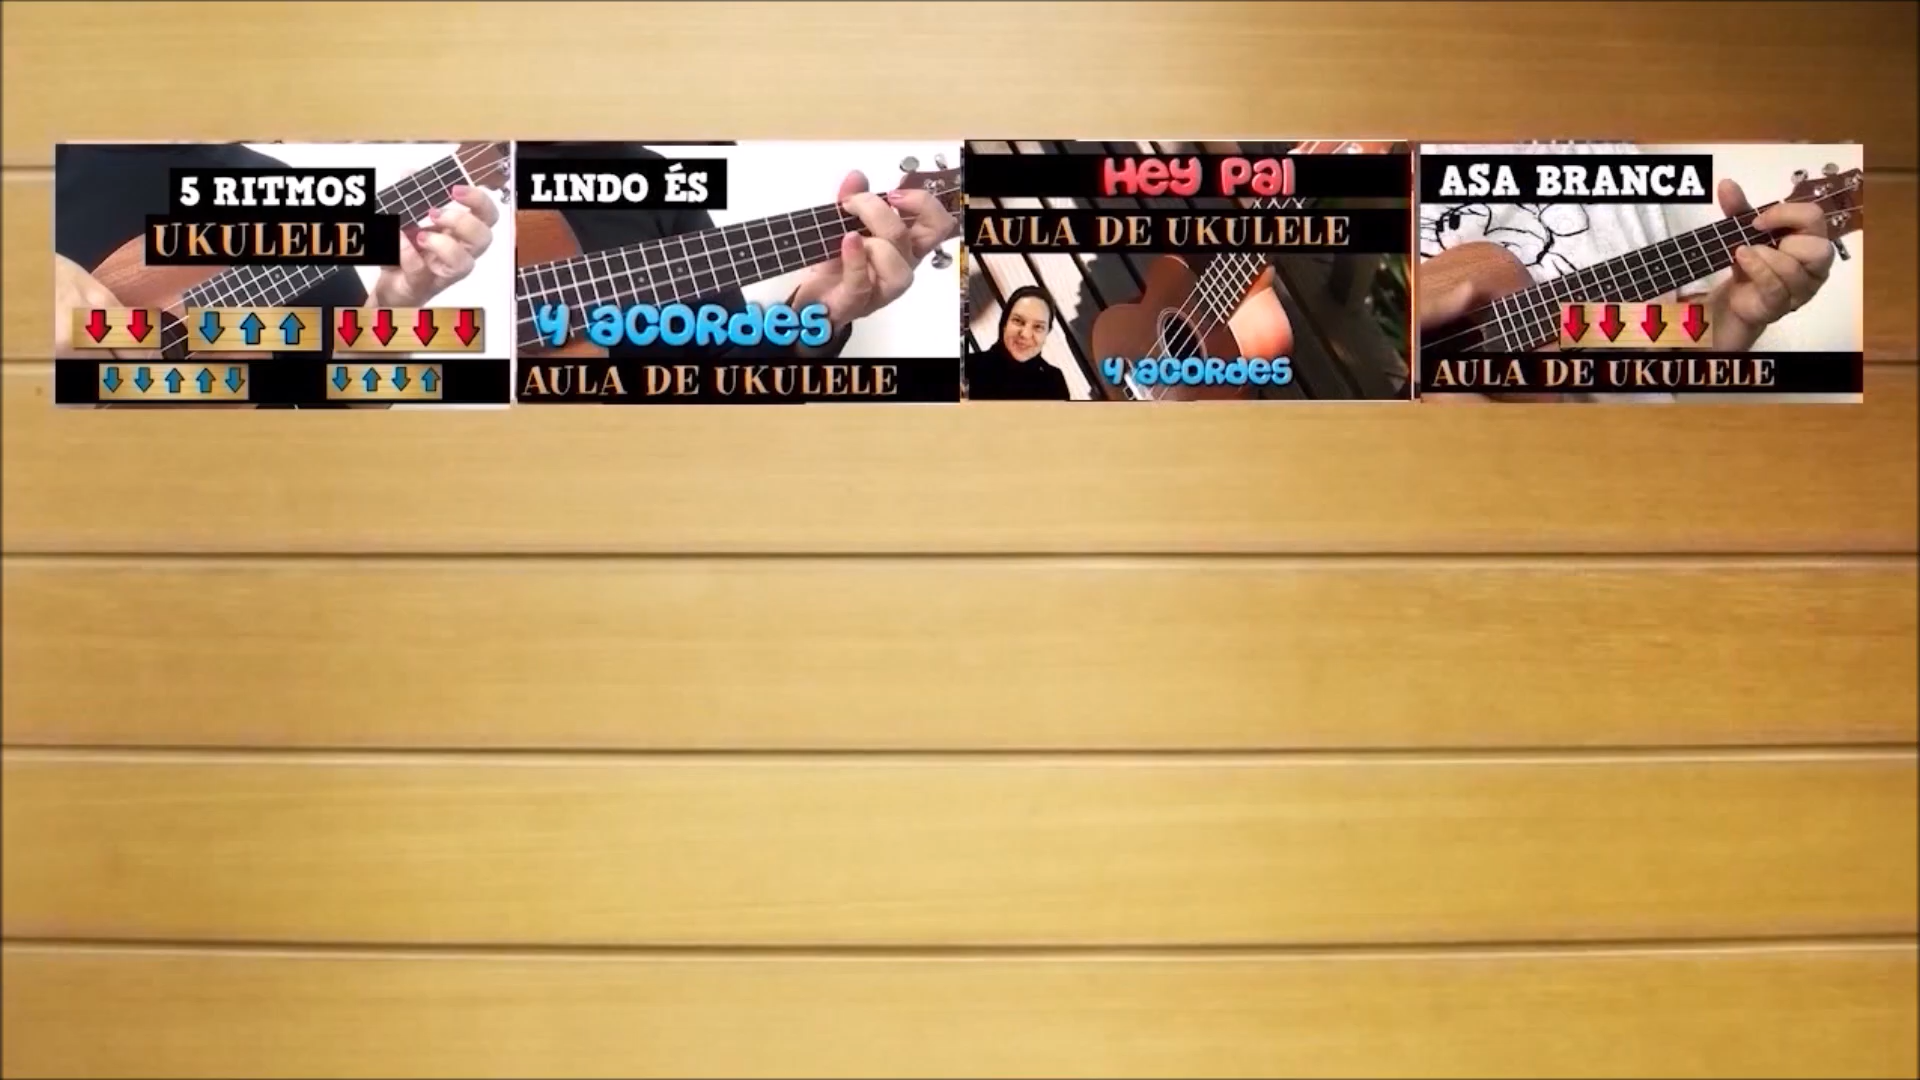 5 RITMOS
UKULELE
LINDO ÉS
4 ACORDES
AULA DE UKULELE
Hey Pai
AULA DE UKULELE
4 ACORDES
ASA BRANCA
AULA DE UKULELE